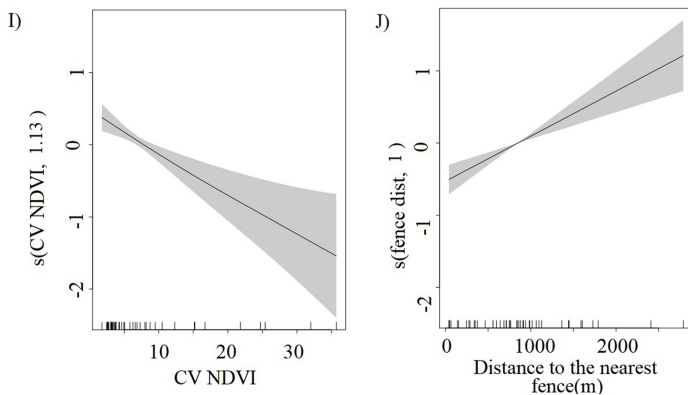 I)
s(CV NDVI, 1.13 )
1
0
-1
-2
10 20 30
CV NDVI
J)
s(fence dist, 1 )
1
0
-1
-2
0 1000 2000
Distance to the nearest
fence(m)